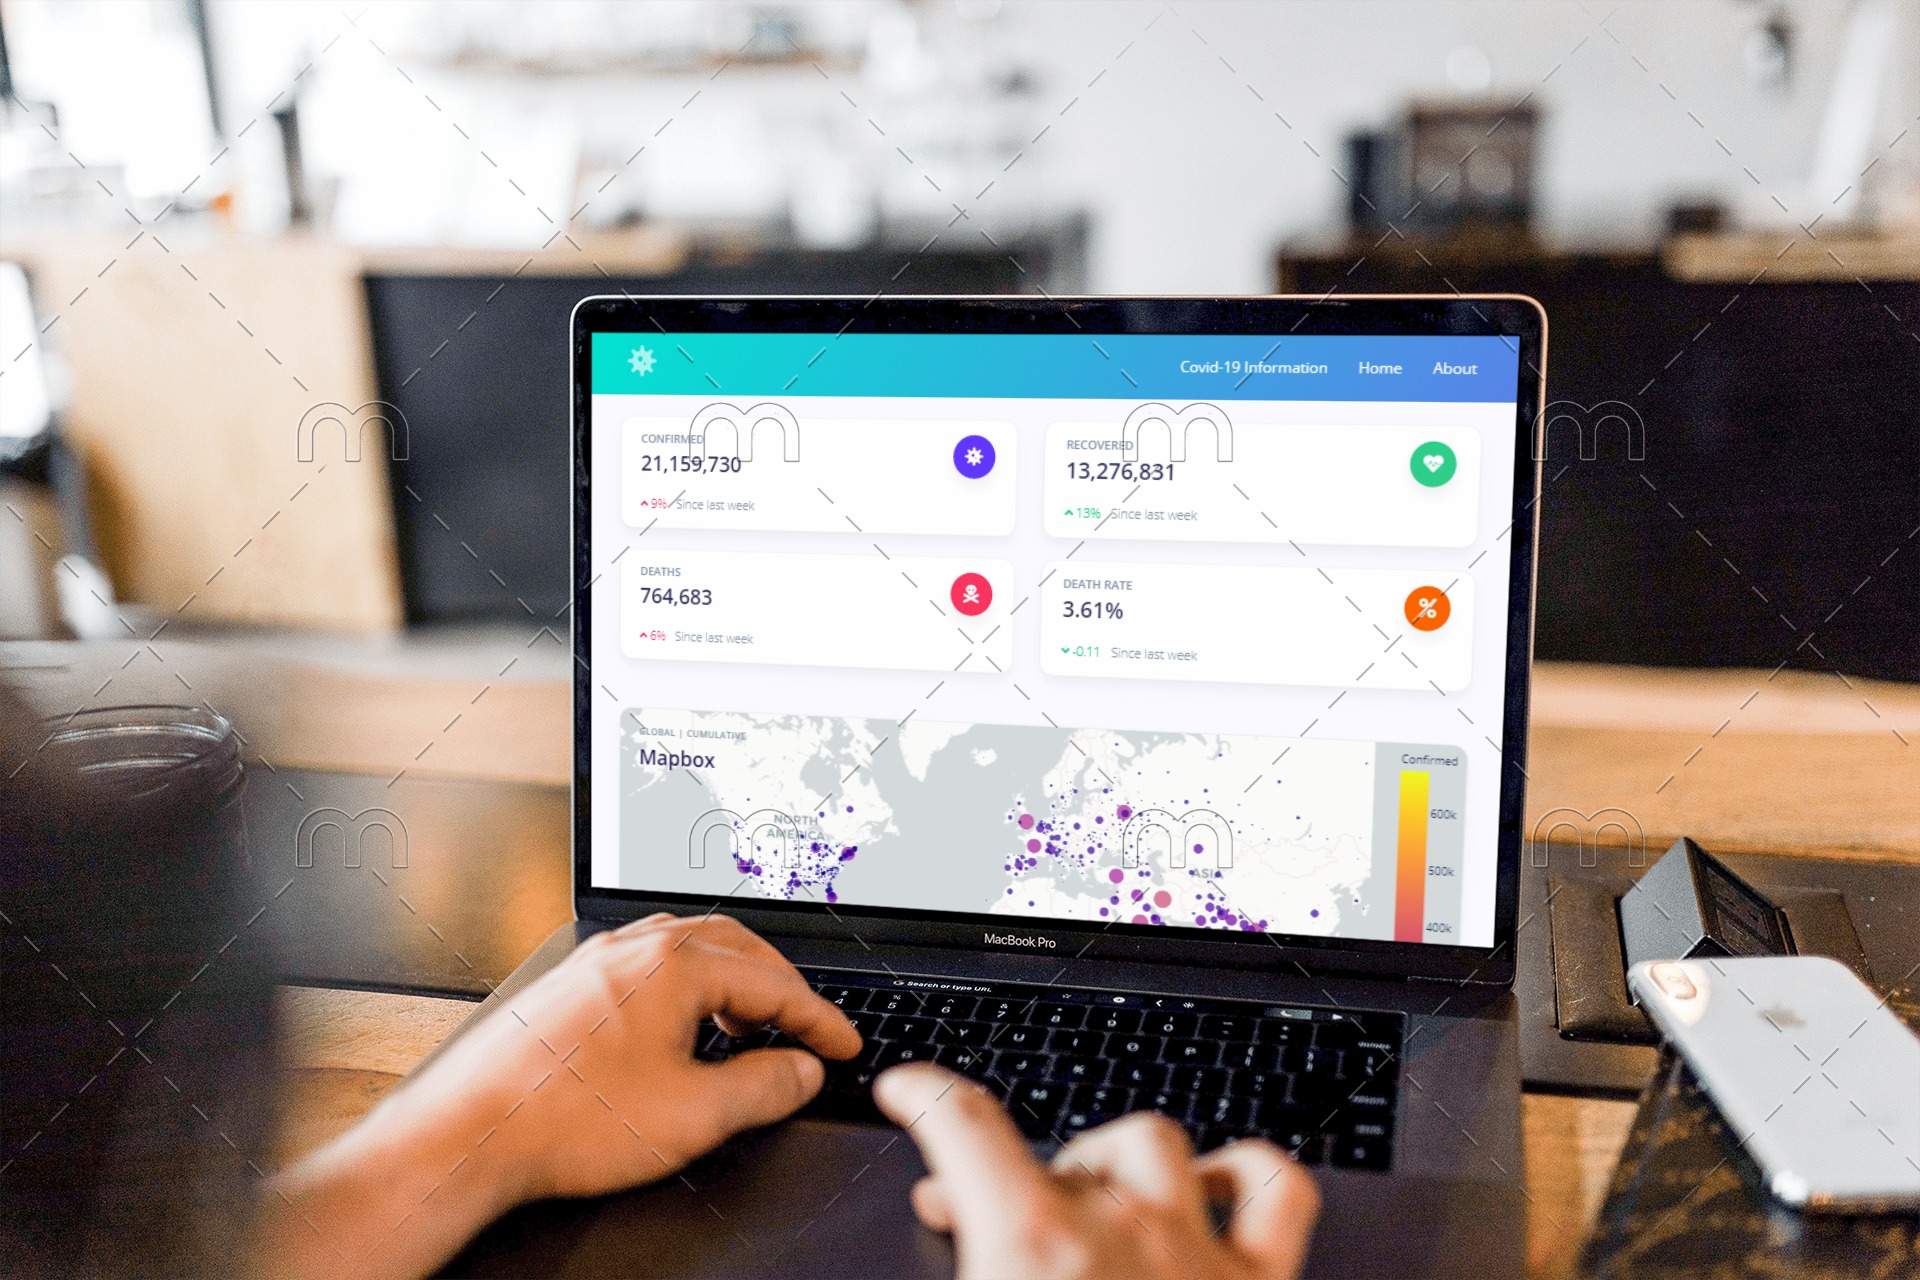 Covid-19 Information Home About
CONFIRMED
21,159,730
9% Since last week
RECOVERED
13,276,831
13% Since last week
DEATHS
764,683
6% Since last week
DEATH RATE
3.61%
-0.11 Since last week
GLOBAL | CUMULATIVE
Mapbox
NORTH
AMERICA
ASIA
Confirmed
600k
500k
400k
MacBook Pro
Search or type URL